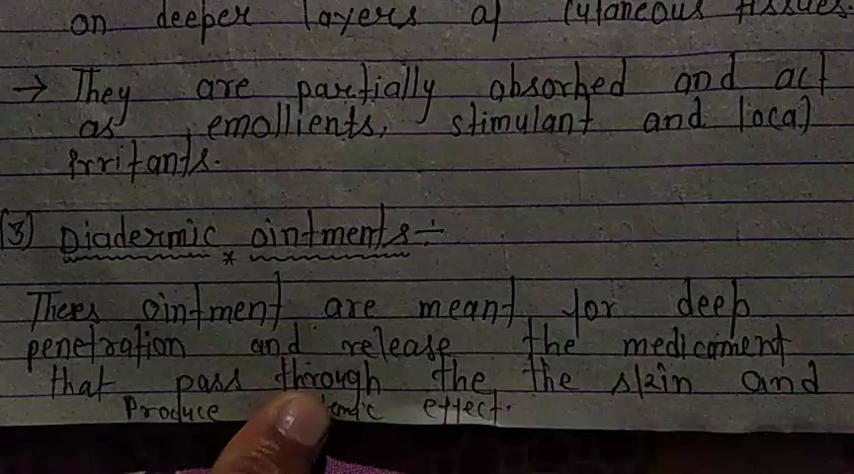 on deeper layers of cutaneous tissues.
→ They are partially absorbed and act
as emollients, stimulant and local
irritants.
(3) Diadermic ointments÷
*
Thees ointment are meant for deep
penetration and release the medicament
that pass through the the skin and
Produce effect.